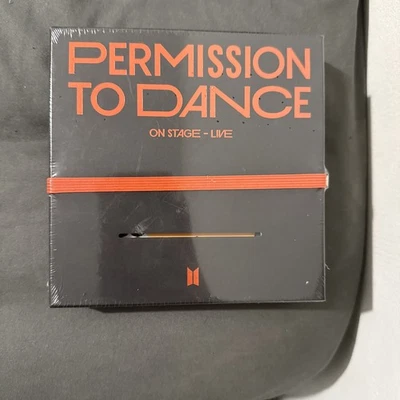 PERMISSION
TO DANCE
ON STAGE - LIVE